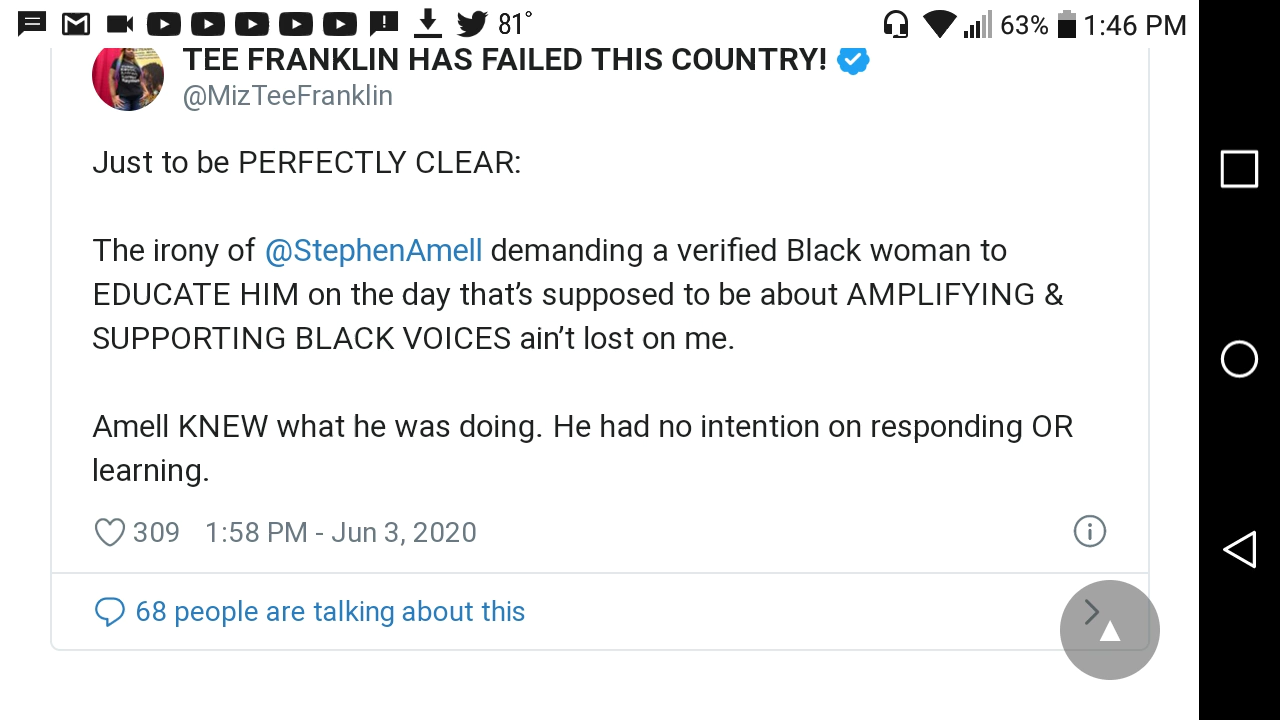 81°
63% 1:46 PM
TEE FRANKLIN HAS FAILED THIS COUNTRY!
@MizTeeFranklin
Just to be PERFECTLY CLEAR:
The irony of @StephenAmell demanding a verified Black woman to
EDUCATE HIM on the day that’s supposed to be about AMPLIFYING &
SUPPORTING BLACK VOICES ain’t lost on me.
Amell KNEW what he was doing. He had no intention on responding OR
learning.
309 1:58 PM - Jun 3, 2020
68 people are talking about this